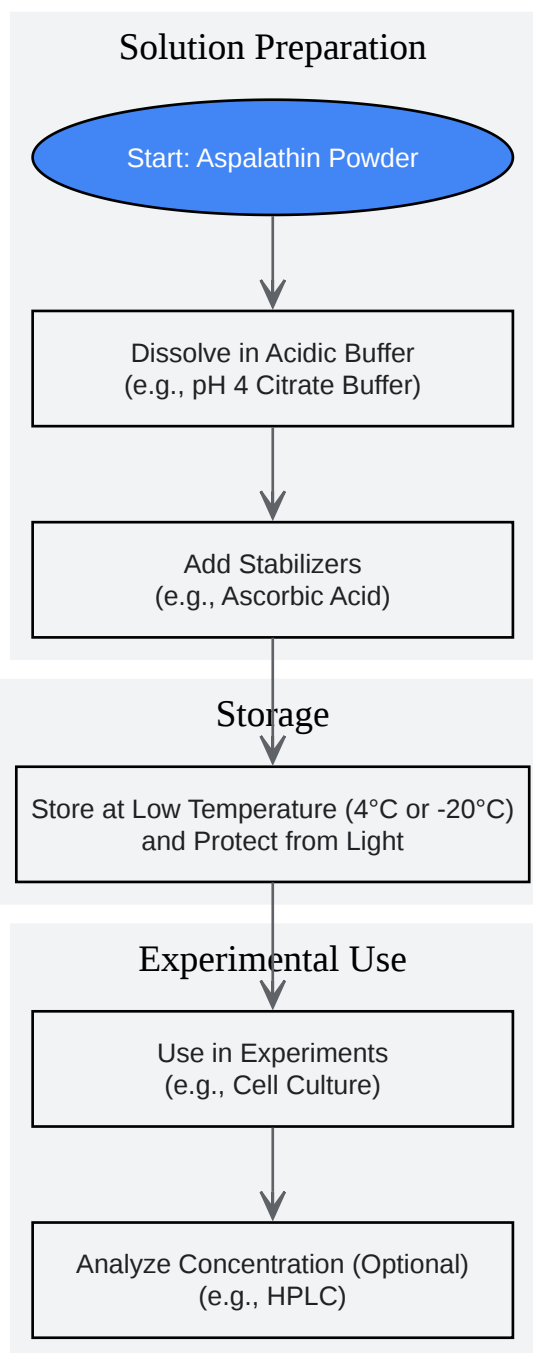 Solution Preparation
Start: Aspalathin Powder
Dissolve in Acidic Buffer
(e.g., pH 4 Citrate Buffer)
Add Stabilizers
(e.g., Ascorbic Acid)
Storage
Store at Low Temperature (4°C or -20°C)
and Protect from Light
Experimental Use
Use in Experiments
(e.g., Cell Culture)
Analyze Concentration (Optional)
(e.g., HPLC)